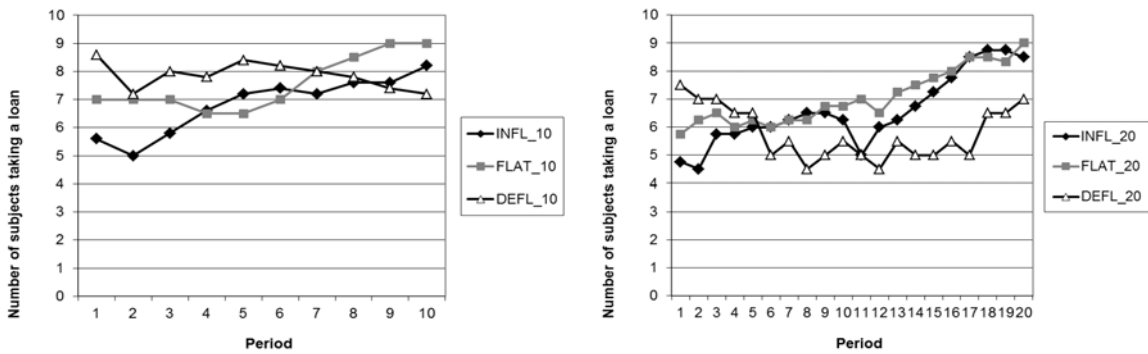 Number of subjects taking a loan
10
9
8
7
6
5
4
3
2
1
0
1 2 3 4 5 6 7 8 9 10
Period
INFL_10
FLAT_10
DEFL_10
Number of subjects taking a loan
10
9
8
7
6
5
4
3
2
1
0
1 2 3 4 5 6 7 8 9 10 11 12 13 14 15 16 17 18 19 20
Period
INFL_20
FLAT_20
DEFL_20